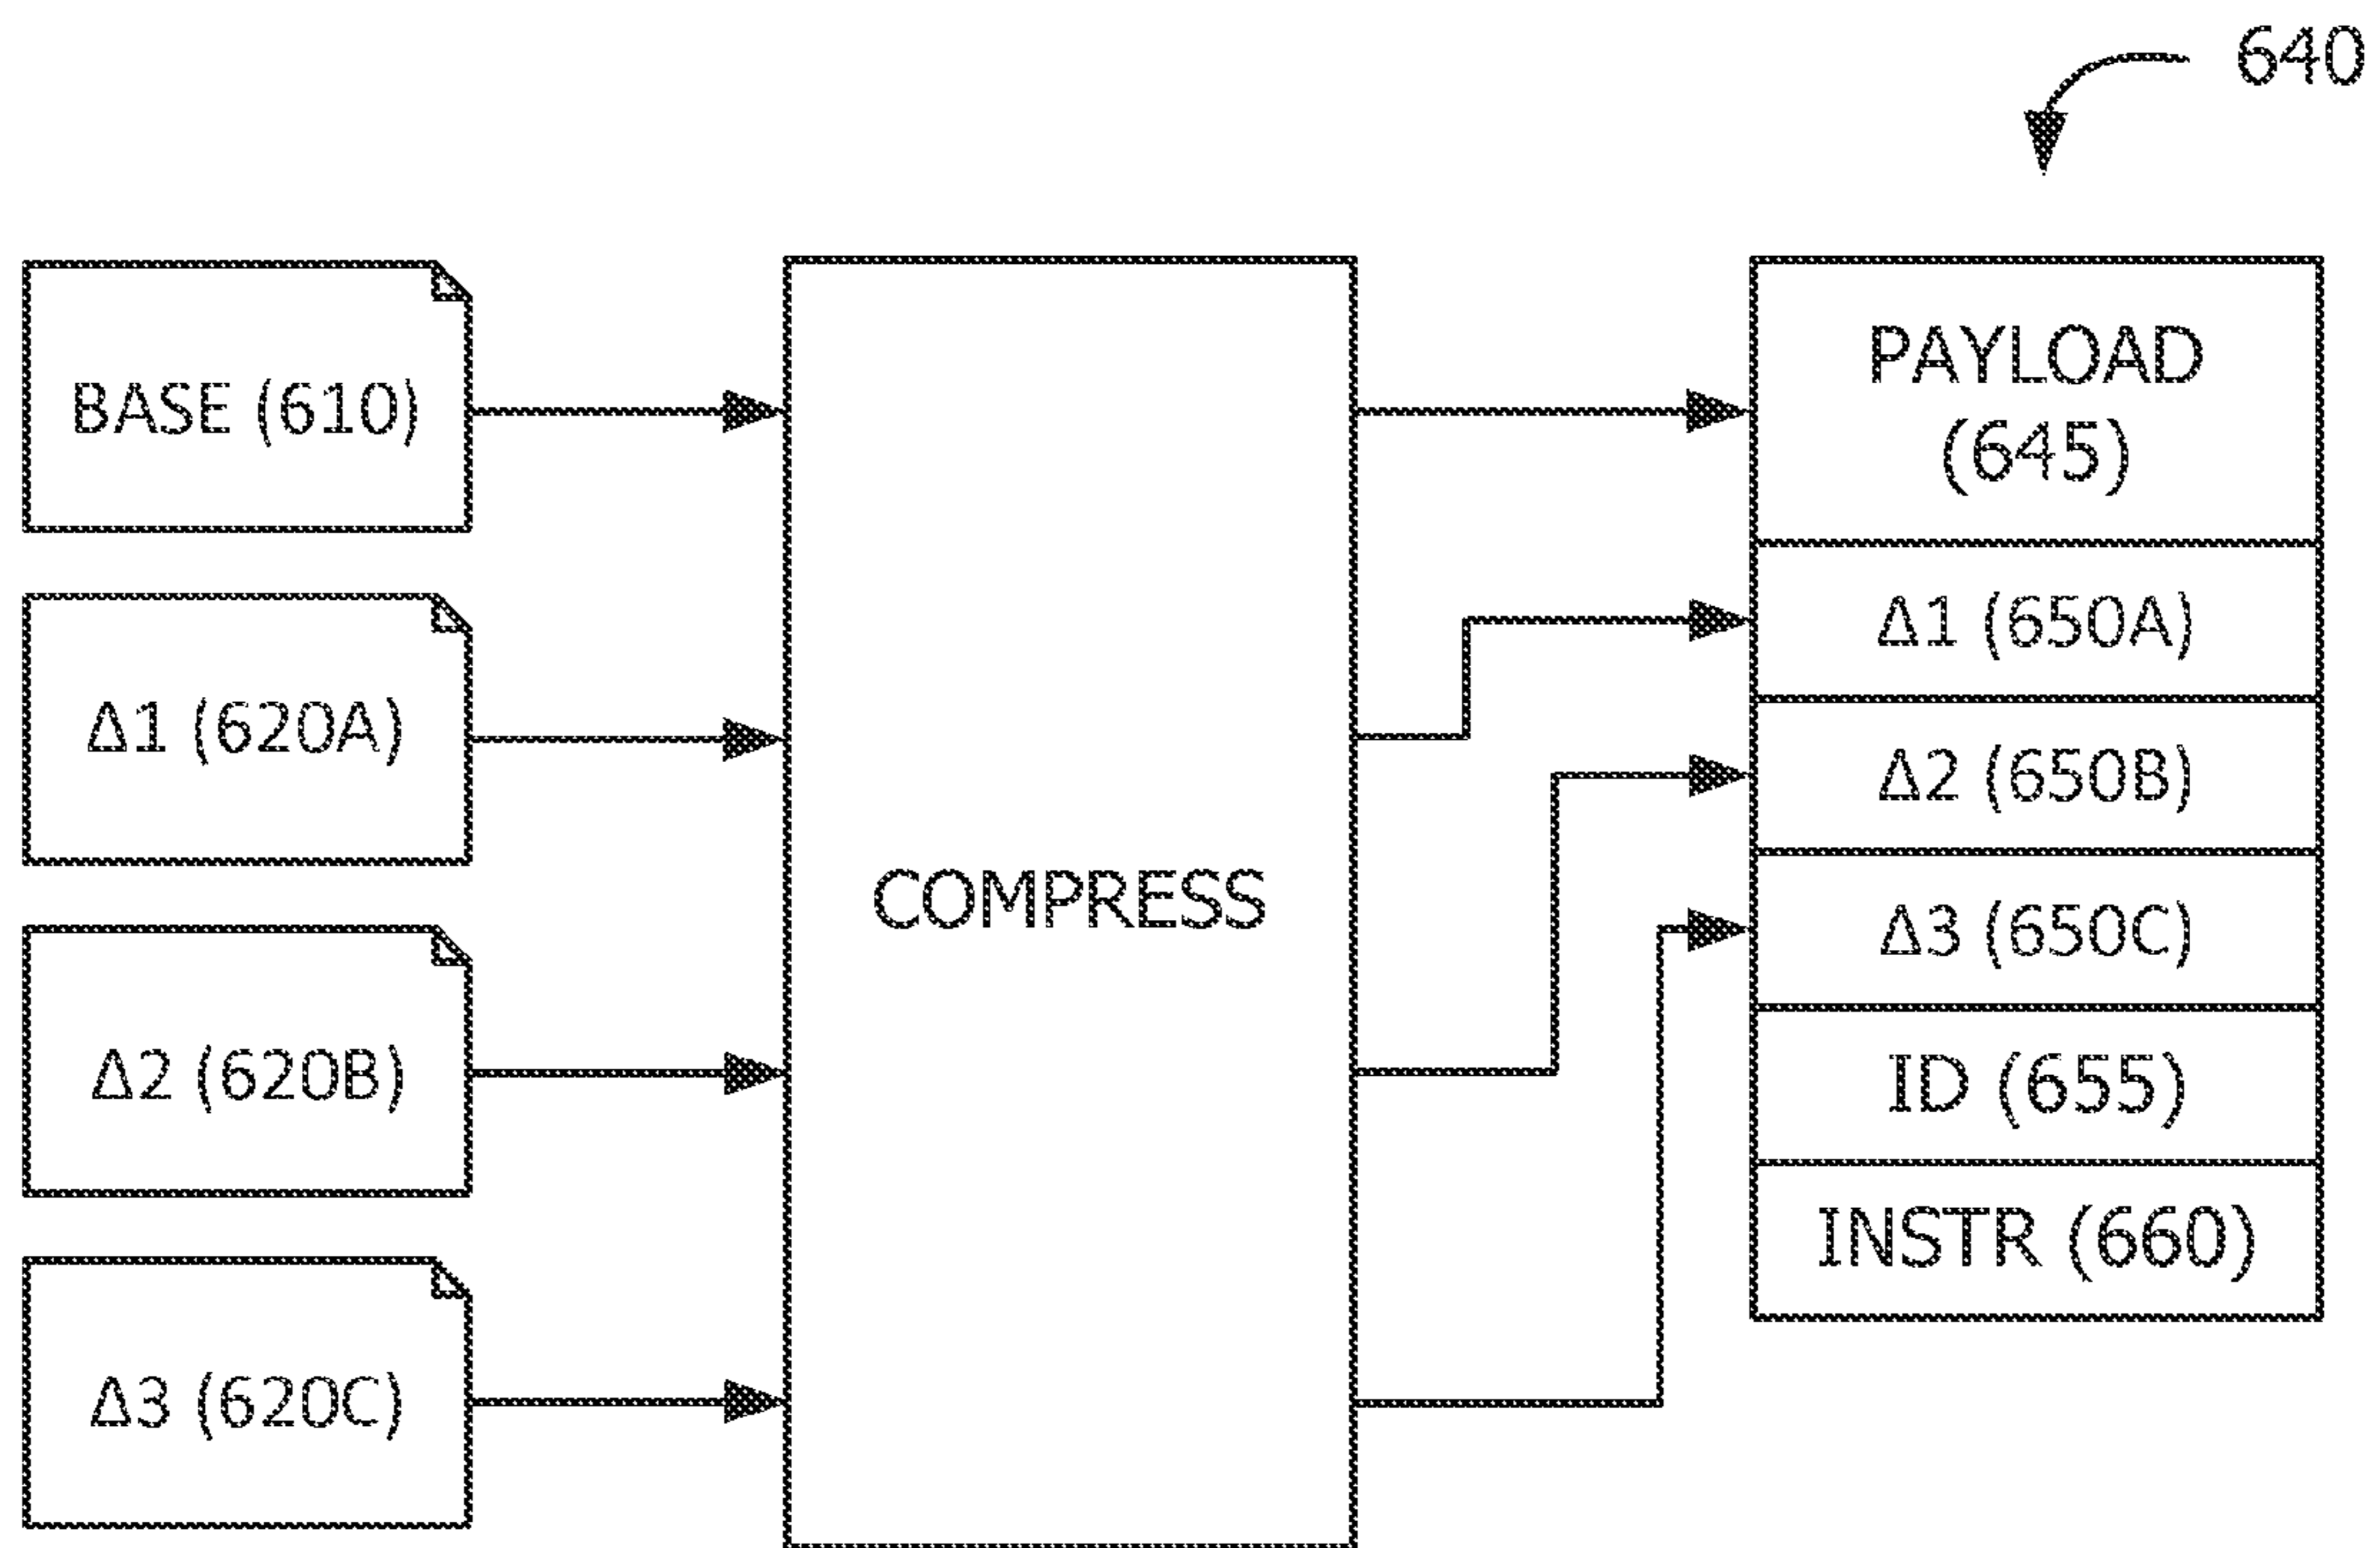 640
BASE (610)
Δ1 (620A)
Δ2 (620B)
Δ3 (620C)
COMPRESS
PAYLOAD
(645)
Δ1 (650A)
Δ2 (650B)
Δ3 (650C)
ID (655)
INSTR (660)